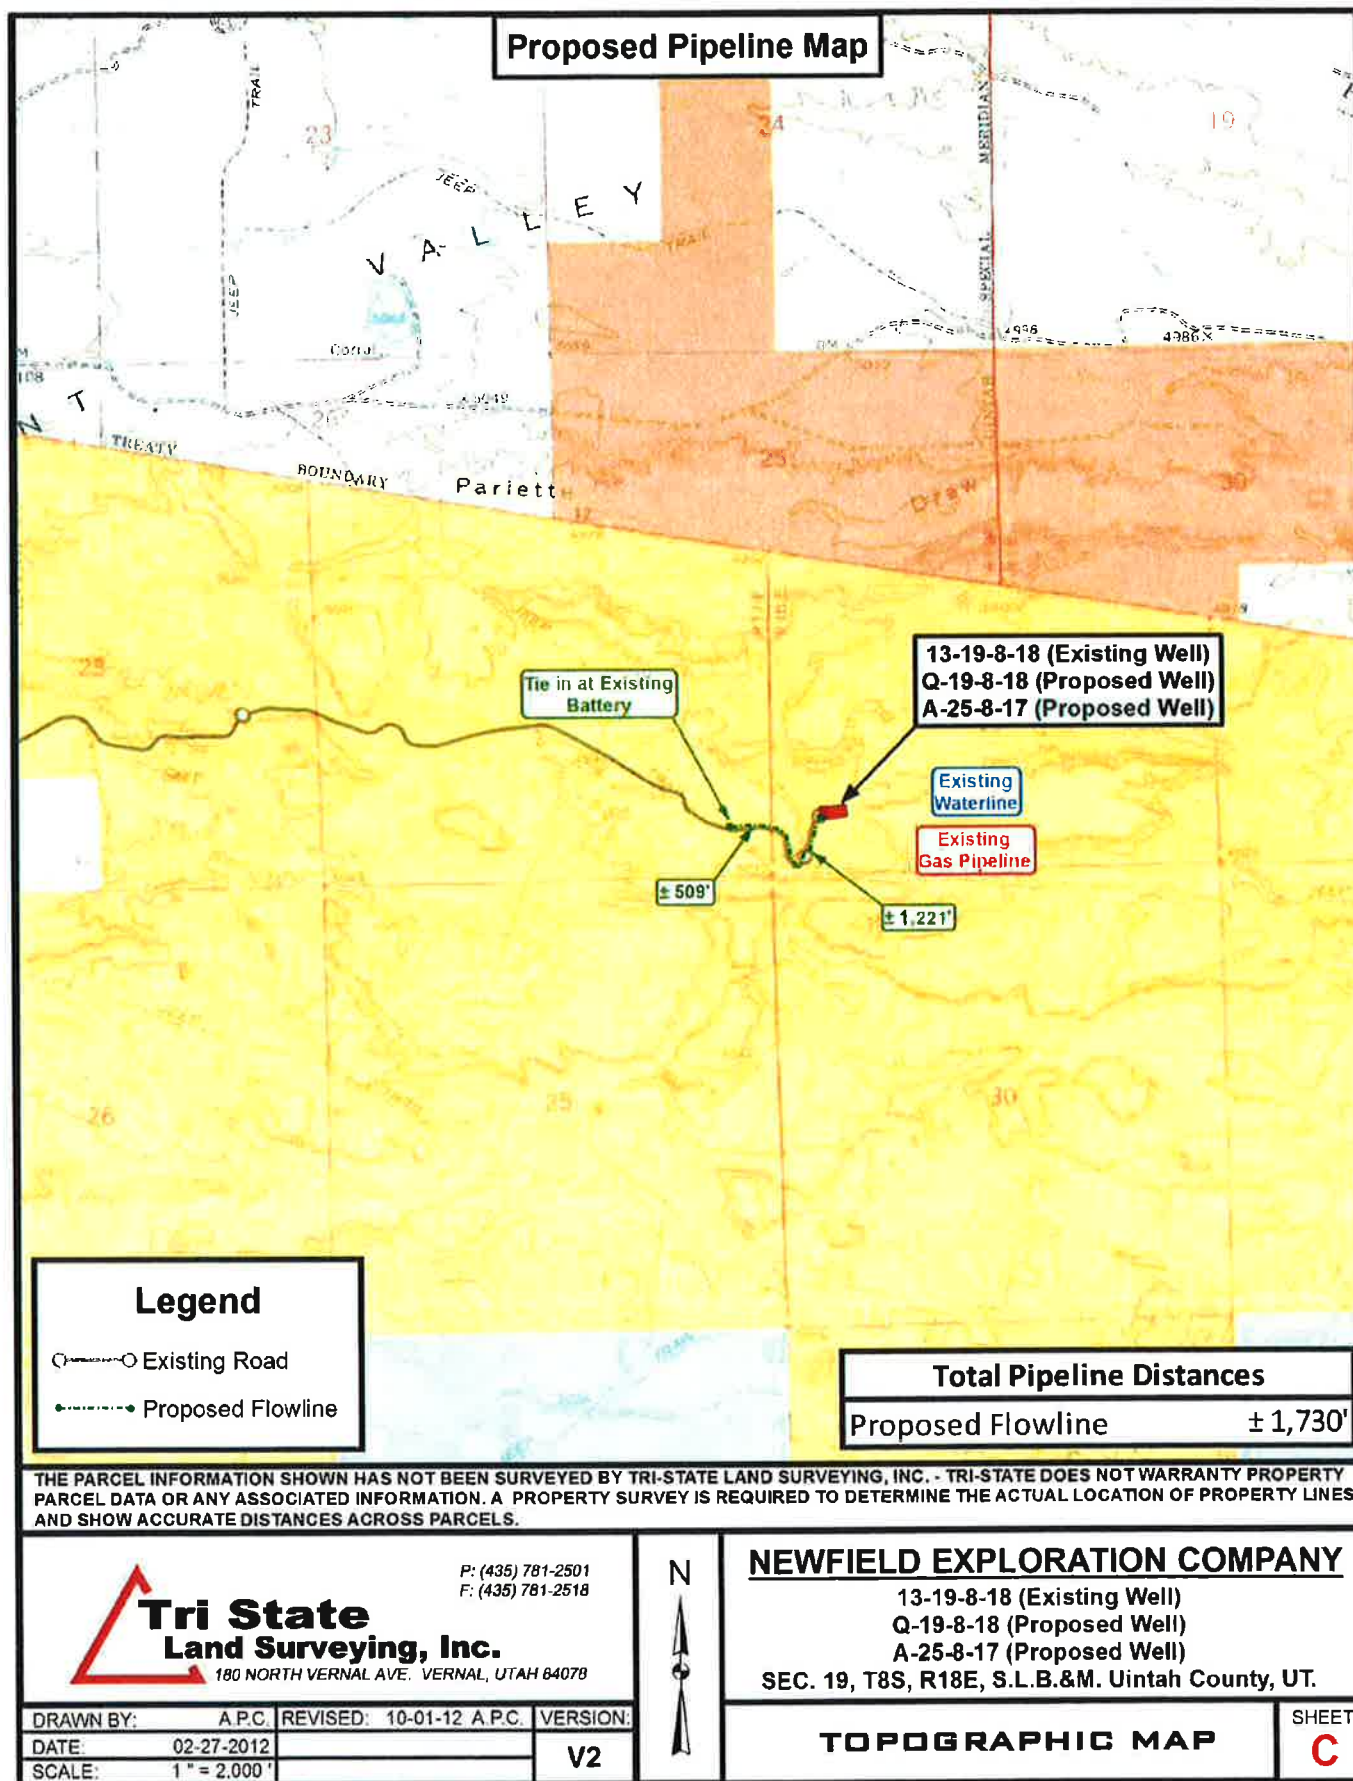 Proposed Pipeline Map
23
24
19
TRAIL
JEEP
VALLEY
TRAIL
JEEP
SPECIAL MERIDIAN
Corral
4998
4986
5049
26
TREATY
BOUNDARY
Pariett
25
Draw
30
13-19-8-18 (Existing Well)
Q-19-8-18 (Proposed Well)
A-25-8-17 (Proposed Well)
Tie in at Existing
Battery
Existing
Waterline
Existing
Gas Pipeline
± 509'
± 1,221'
26
25
30
Legend
Existing Road
Proposed Flowline
Total Pipeline Distances
Proposed Flowline ± 1,730'
THE PARCEL INFORMATION SHOWN HAS NOT BEEN SURVEYED BY TRI-STATE LAND SURVEYING, INC. - TRI-STATE DOES NOT WARRANTY PROPERTY
PARCEL DATA OR ANY ASSOCIATED INFORMATION. A PROPERTY SURVEY IS REQUIRED TO DETERMINE THE ACTUAL LOCATION OF PROPERTY LINES
AND SHOW ACCURATE DISTANCES ACROSS PARCELS.
P: (435) 781-2501
F: (435) 781-2518
Tri State
Land Surveying, Inc.
180 NORTH VERNAL AVE. VERNAL, UTAH 84078
N
NEWFIELD EXPLORATION COMPANY
13-19-8-18 (Existing Well)
Q-19-8-18 (Proposed Well)
A-25-8-17 (Proposed Well)
SEC. 19, T8S, R18E, S.L.B.&M. Uintah County, UT.
DRAWN BY: A.P.C. REVISED: 10-01-12 A.P.C. VERSION:
DATE: 02-27-2012
V2
SCALE: 1 " = 2,000 '
TOPOGRAPHIC MAP
SHEET
C